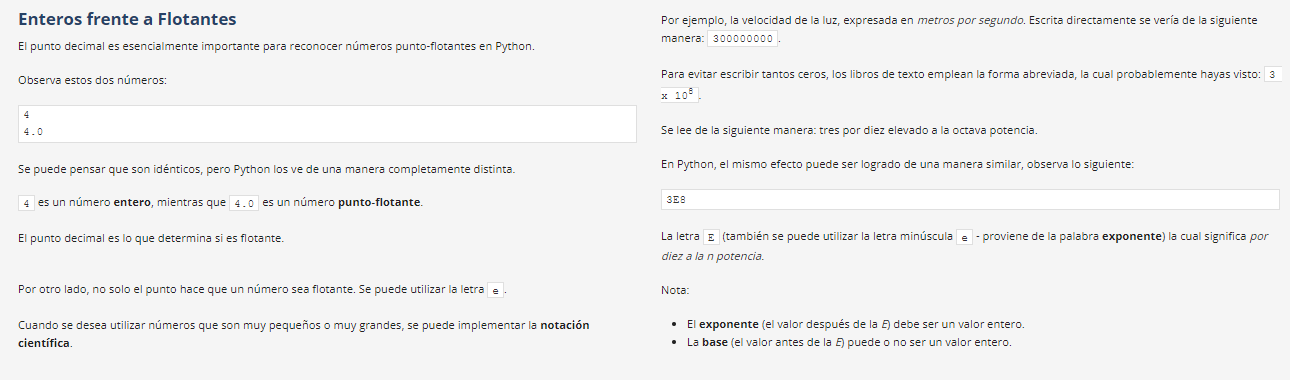 Enteros frente a Flotantes
El punto decimal es esencialmente importante para reconocer números punto-flotantes en Python.
Observa estos dos números:
4
4.0
Se puede pensar que son idénticos, pero Python los ve de una manera completamente distinta.
4 es un número entero, mientras que 4.0 es un número punto-flotante.
El punto decimal es lo que determina si es flotante.
Por otro lado, no solo el punto hace que un número sea flotante. Se puede utilizar la letra e.
Cuando se desea utilizar números que son muy pequeños o muy grandes, se puede implementar la notación
científica.
Por ejemplo, la velocidad de la luz, expresada en metros por segundo. Escrita directamente se vería de la siguiente
manera: 300000000.
Para evitar escribir tantos ceros, los libros de texto emplean la forma abreviada, la cual probablemente hayas visto: 3
x 10⁸.
Se lee de la siguiente manera: tres por diez elevado a la octava potencia.
En Python, el mismo efecto puede ser logrado de una manera similar, observa lo siguiente:
3E8
La letra E (también se puede utilizar la letra minúscula e - proviene de la palabra exponente) la cual significa por
diez a la n potencia.
Nota:
• El exponente (el valor después de la E) debe ser un valor entero.
• La base (el valor antes de la E) puede o no ser un valor entero.